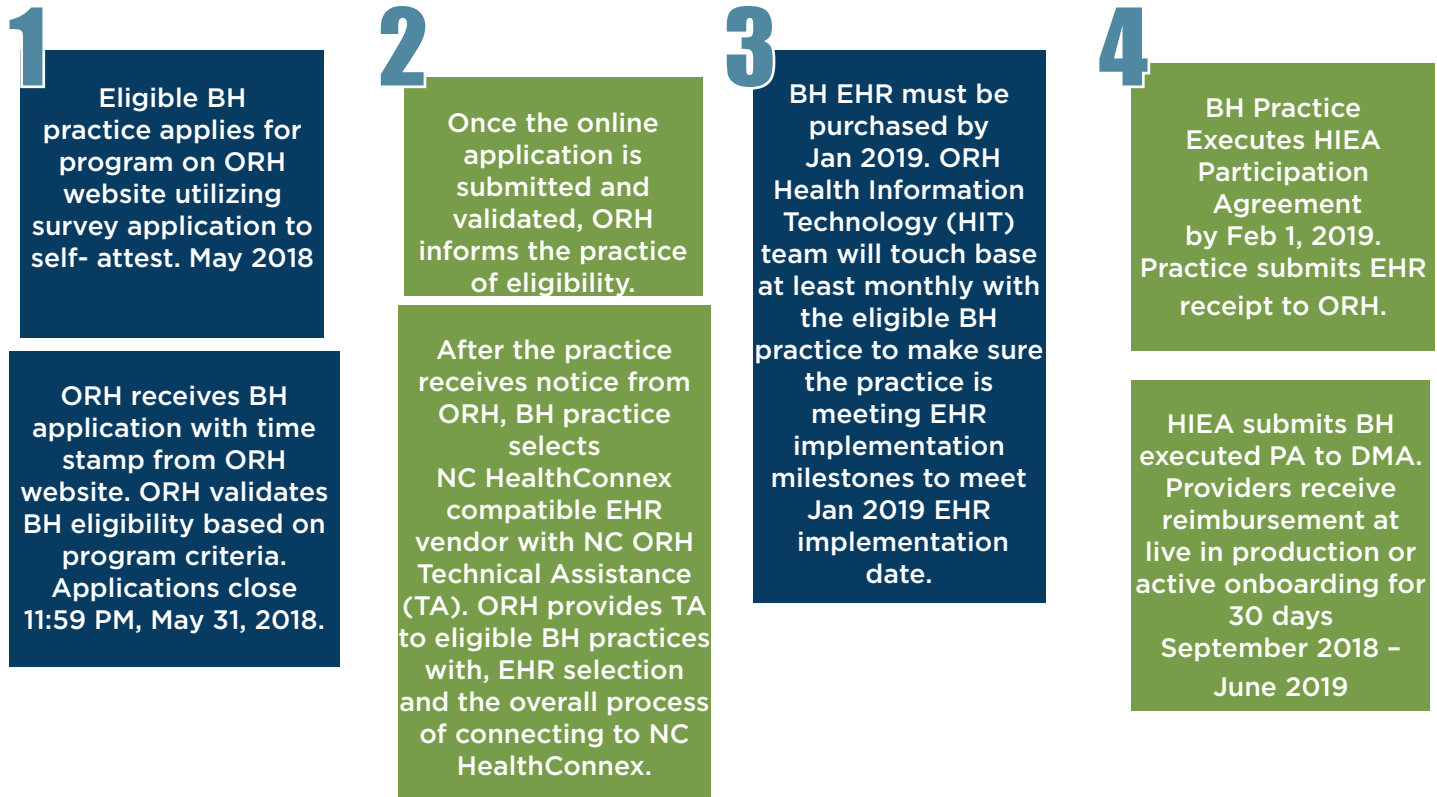 1
Eligible BH
practice applies for
program on ORH
website utilizing
survey application to
self- attest. May 2018
ORH receives BH
application with time
stamp from ORH
website. ORH validates
BH eligibility based on
program criteria.
Applications close
11:59 PM, May 31, 2018.
2
Once the online
application is
submitted and
validated, ORH
informs the practice
of eligibility.
After the practice
receives notice from
ORH, BH practice
selects
NC HealthConnex
compatible EHR
vendor with NC ORH
Technical Assistance
(TA). ORH provides TA
to eligible BH practices
with, EHR selection
and the overall process
of connecting to NC
HealthConnex.
3
BH EHR must be
purchased by
Jan 2019. ORH
Health Information
Technology (HIT)
team will touch base
at least monthly with
the eligible BH
practice to make sure
the practice is
meeting EHR
implementation
milestones to meet
Jan 2019 EHR
implementation
date.
4
BH Practice
Executes HIEA
Participation
Agreement
by Feb 1, 2019.
Practice submits EHR
receipt to ORH.
HIEA submits BH
executed PA to DMA.
Providers receive
reimbursement at
live in production or
active onboarding for
30 days
September 2018 –
June 2019